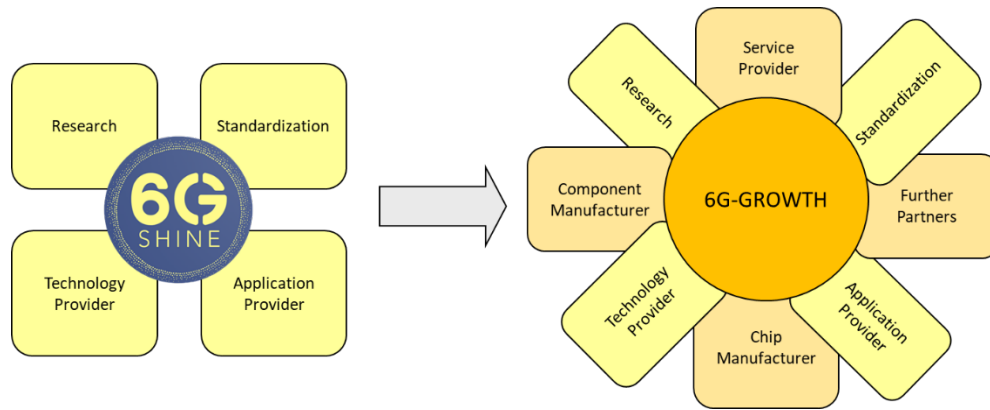 Research
Standardization
6G
SHINE
Technology
Provider
Application
Provider
Service
Provider
Research
Standardization
Component
Manufacturer
6G-GROWTH
Further
Partners
Technology
Provider
Application
Provider
Chip
Manufacturer